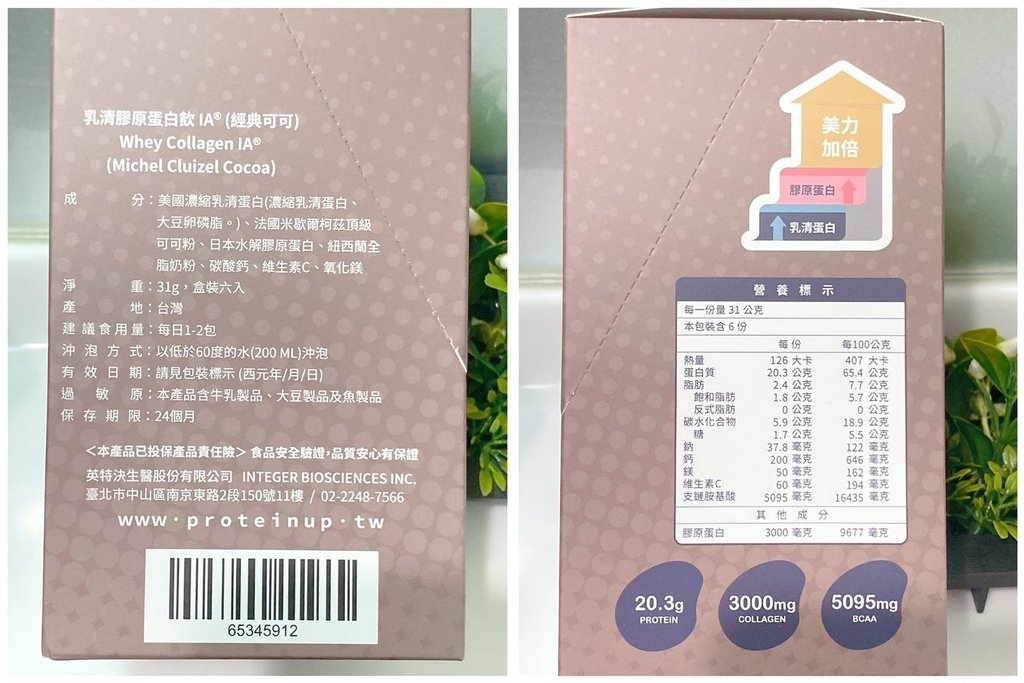 乳清膠原蛋白飲 IA® (經典可可)
Whey Collagen IA®
(Michel Cluizel Cocoa)
成分：美國濃縮乳清蛋白(濃縮乳清蛋白、
大豆卵磷脂。)、法國米歇爾柯茲頂級
可可粉、日本水解膠原蛋白、紐西蘭全
脂奶粉、碳酸鈣、維生素C、氧化鎂
淨重：31g，盒裝六入
產地：台灣
建議食用量：每日1-2包
沖泡方式：以低於60度的水(200 ML)沖泡
有效日期：請見包裝標示 (西元年/月/日)
過敏原：本產品含牛乳製品、大豆製品及魚製品
保存期限：24個月
＜本產品已投保產品責任險＞ 食品安全驗證，品質安心有保證
英特決生醫股份有限公司 INTEGER BIOSCIENCES INC.
臺北市中山區南京東路2段150號11樓 / 02-2248-7566
www·proteinup·tw
65345912
美力
加倍
膠原蛋白
乳清蛋白
營養標示
每一份量 31 公克
本包裝含 6 份
每份 每100公克
熱量 126 大卡 407 大卡
蛋白質 20.3 公克 65.4 公克
脂肪 2.4 公克 7.7 公克
飽和脂肪 1.8 公克 5.7 公克
反式脂肪 0 公克 0 公克
碳水化合物 5.9 公克 18.9 公克
糖 1.7 公克 5.5 公克
鈉 37.8 毫克 122 毫克
鈣 200 毫克 646 毫克
鎂 50 毫克 162 毫克
維生素C 60 毫克 194 毫克
支鏈胺基酸 5095 毫克 16435 毫克
其他成分
膠原蛋白 3000 毫克 9677 毫克
20.3g
PROTEIN
3000mg
COLLAGEN
5095mg
BCAA